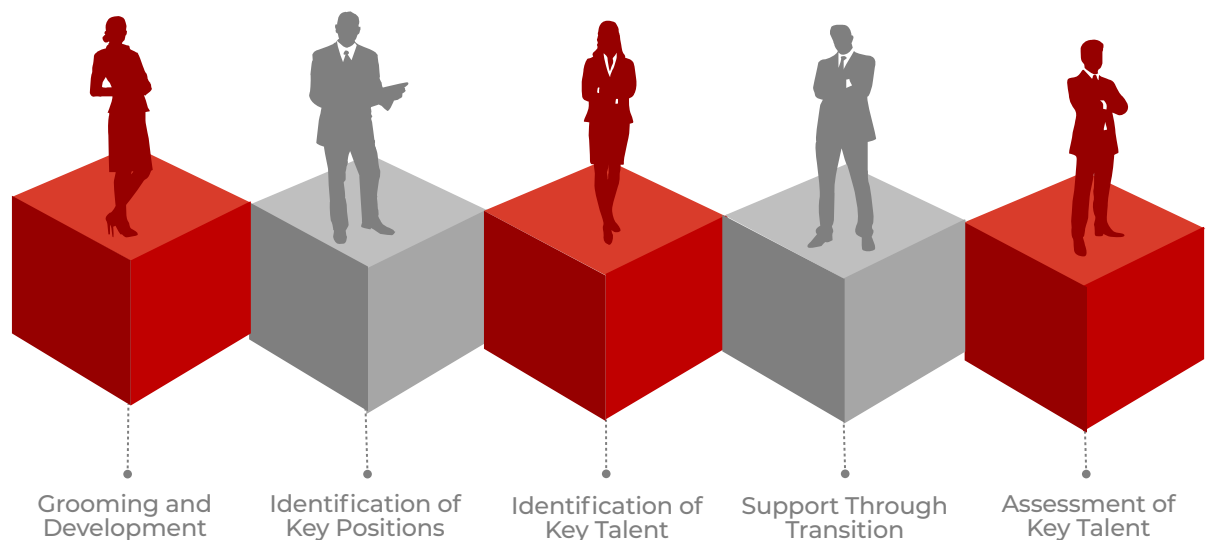 Grooming and
Development
Identification of
Key Positions
Identification of
Key Talent
Support Through
Transition
Assessment of
Key Talent